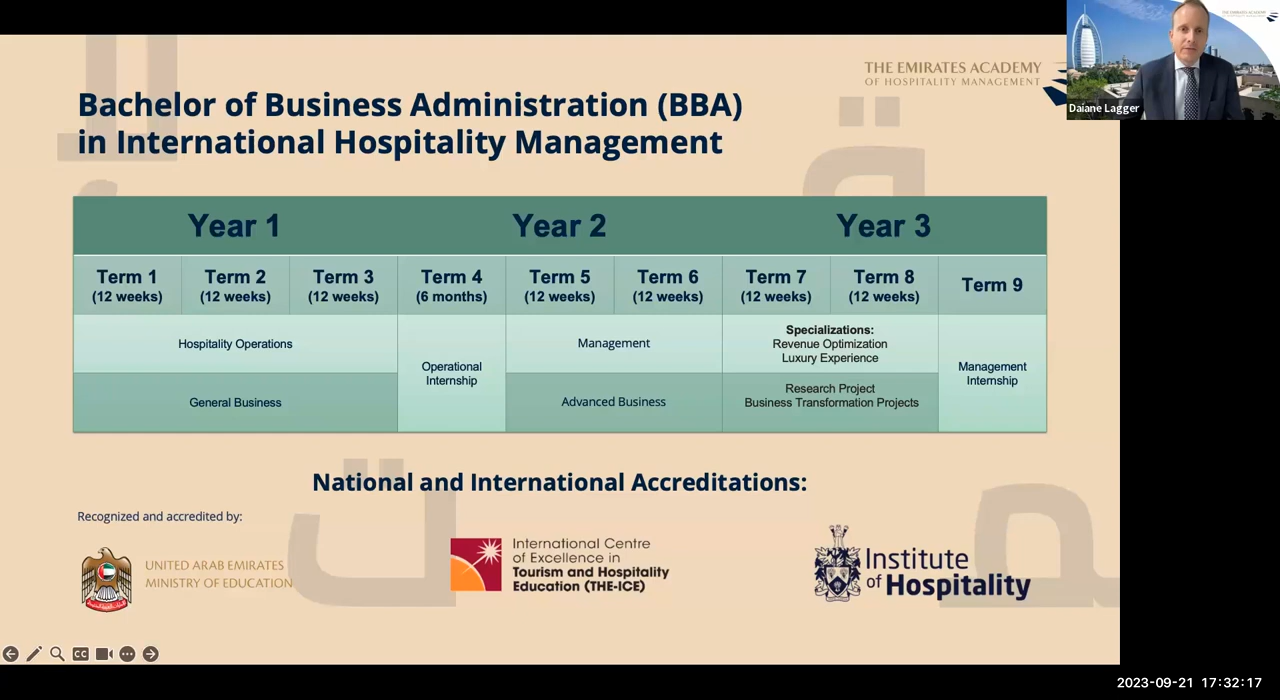 THE EMIRATES ACADEMY
OF HOSPITALITY MANAGEMENT
Daiane Lagger
Bachelor of Business Administration (BBA)
in International Hospitality Management
Year 1
Year 2
Year 3
Term 1
(12 weeks)
Term 2
(12 weeks)
Term 3
(12 weeks)
Term 4
(6 months)
Term 5
(12 weeks)
Term 6
(12 weeks)
Term 7
(12 weeks)
Term 8
(12 weeks)
Term 9
Hospitality Operations
General Business
Operational
Internship
Management
Advanced Business
Specializations:
Revenue Optimization
Luxury Experience
Research Project
Business Transformation Projects
Management
Internship
National and International Accreditations:
Recognized and accredited by:
UNITED ARAB EMIRATES
MINISTRY OF EDUCATION
International Centre
of Excellence in
Tourism and Hospitality
Education (THE-ICE)
Institute
of Hospitality
CC
2023-09-21 17:32:17